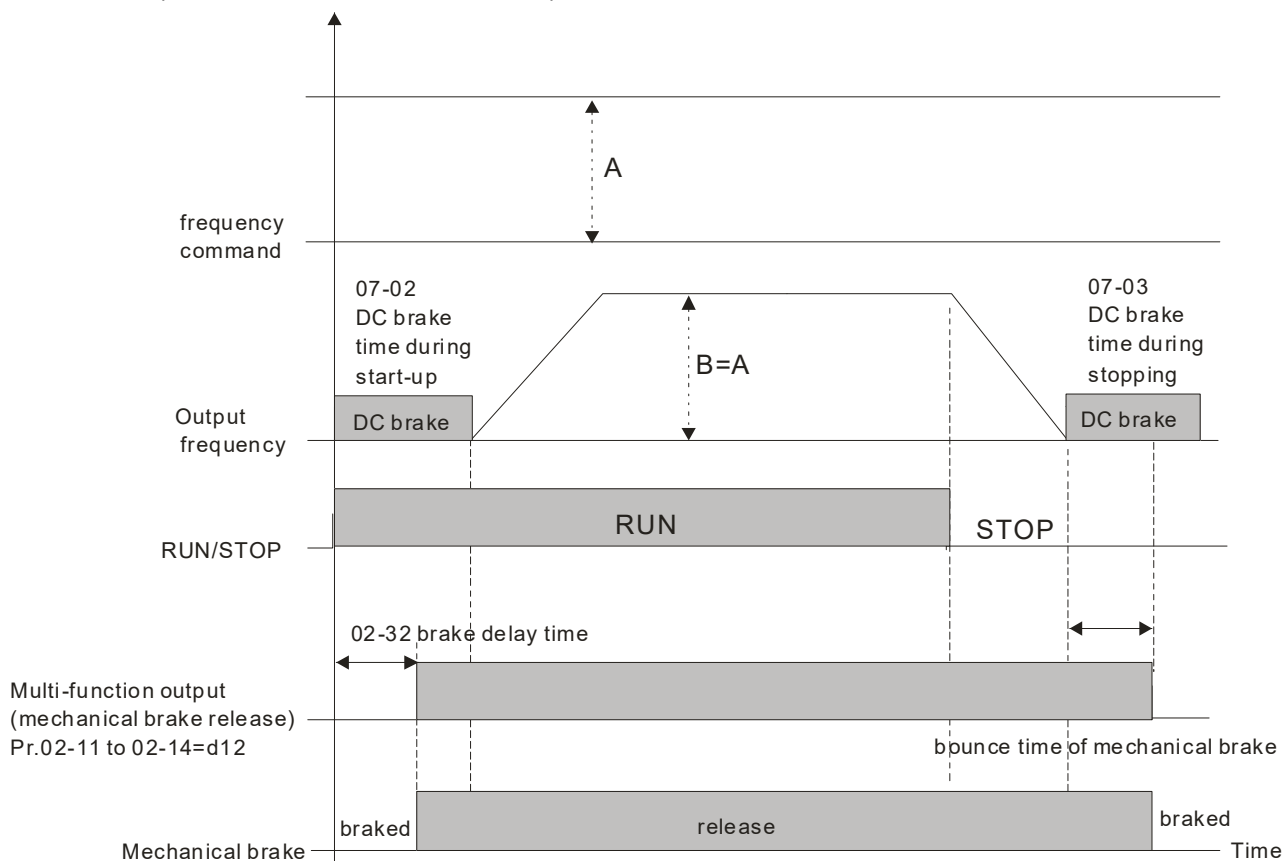 A
frequency
command
07-02
DC brake
time during
start-up
07-03
DC brake
time during
stopping
B=A
Output
frequency
DC brake
DC brake
RUN/STOP
RUN
STOP
02-32 brake delay time
Multi-function output
(mechanical brake release)
Pr.02-11 to 02-14=d12
bounce time of mechanical brake
Mechanical brake
braked
release
braked
Time